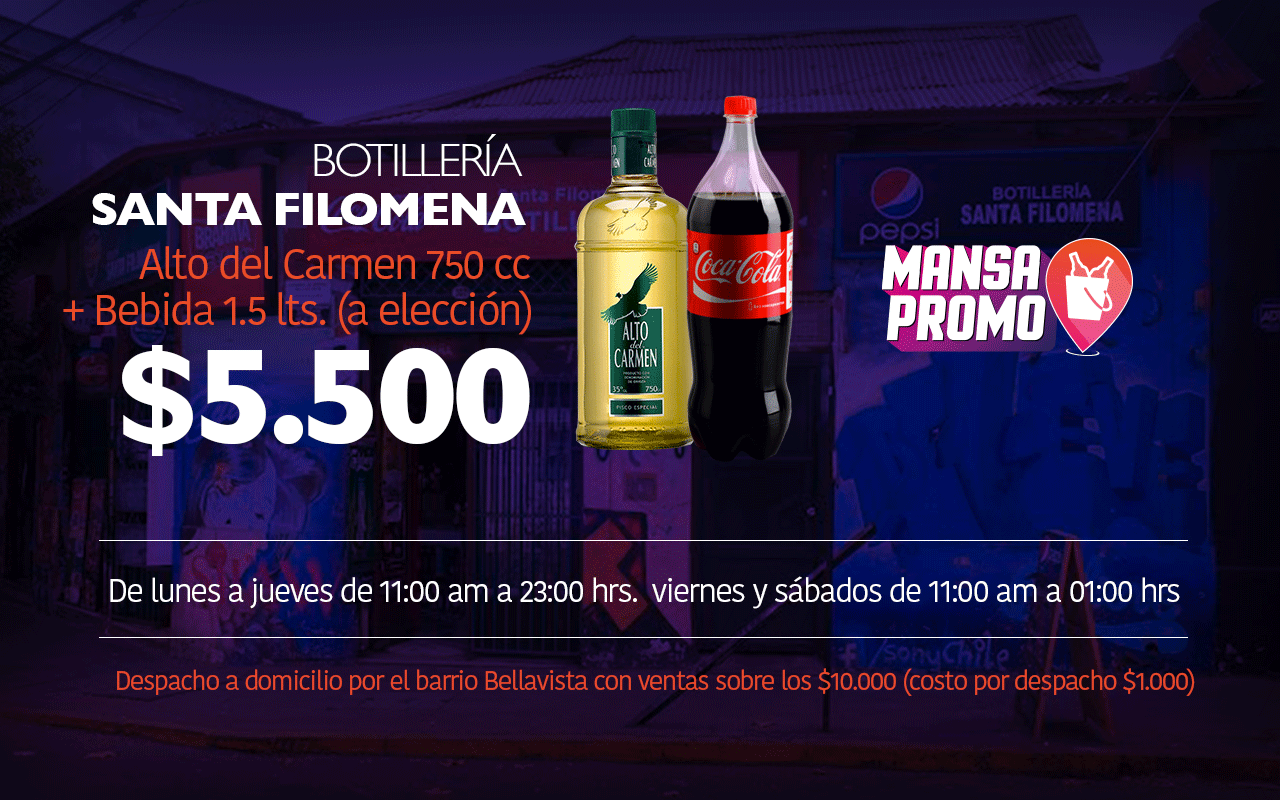 BOTILLERÍA
SANTA FILOMENA
Alto del Carmen 750 cc
+ Bebida 1.5 lts. (a elección)
$5.500
ALTO
del
CARMEN
35°
750cc
PISCO ESPECIAL
Coca-Cola
pepsi
BOTILLERÍA
SANTA FILOMENA
MANSA
PROMO
De lunes a jueves de 11:00 am a 23:00 hrs. viernes y sábados de 11:00 am a 01:00 hrs
/sonyChile
Despacho a domicilio por el barrio Bellavista con ventas sobre los $10.000 (costo por despacho $1.000)